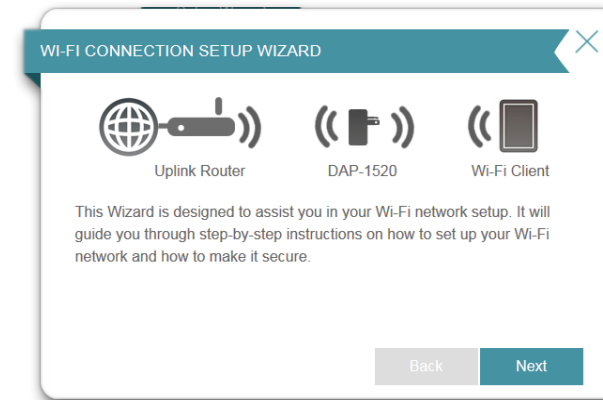 WI-FI CONNECTION SETUP WIZARD
Uplink Router DAP-1520 Wi-Fi Client
This Wizard is designed to assist you in your Wi-Fi network setup. It will
guide you through step-by-step instructions on how to set up your Wi-Fi
network and how to make it secure.
Back Next